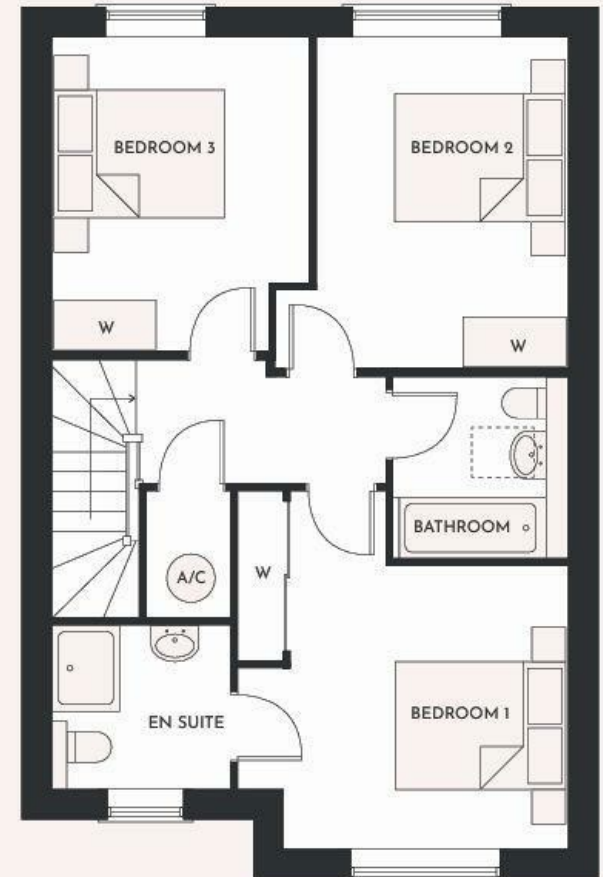 BEDROOM 3
BEDROOM 2
W
W
BATHROOM
A/C
W
EN SUITE
BEDROOM 1